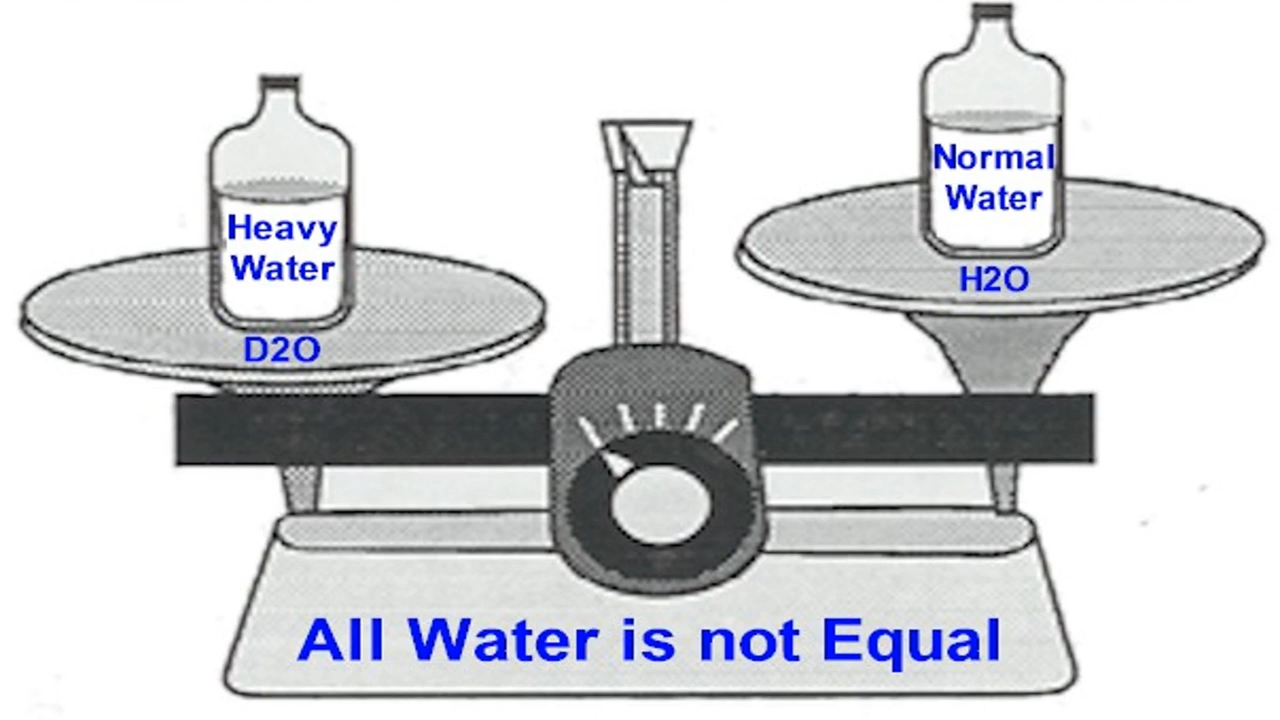 Heavy
Water
D2O
Normal
Water
H2O
All Water is not Equal